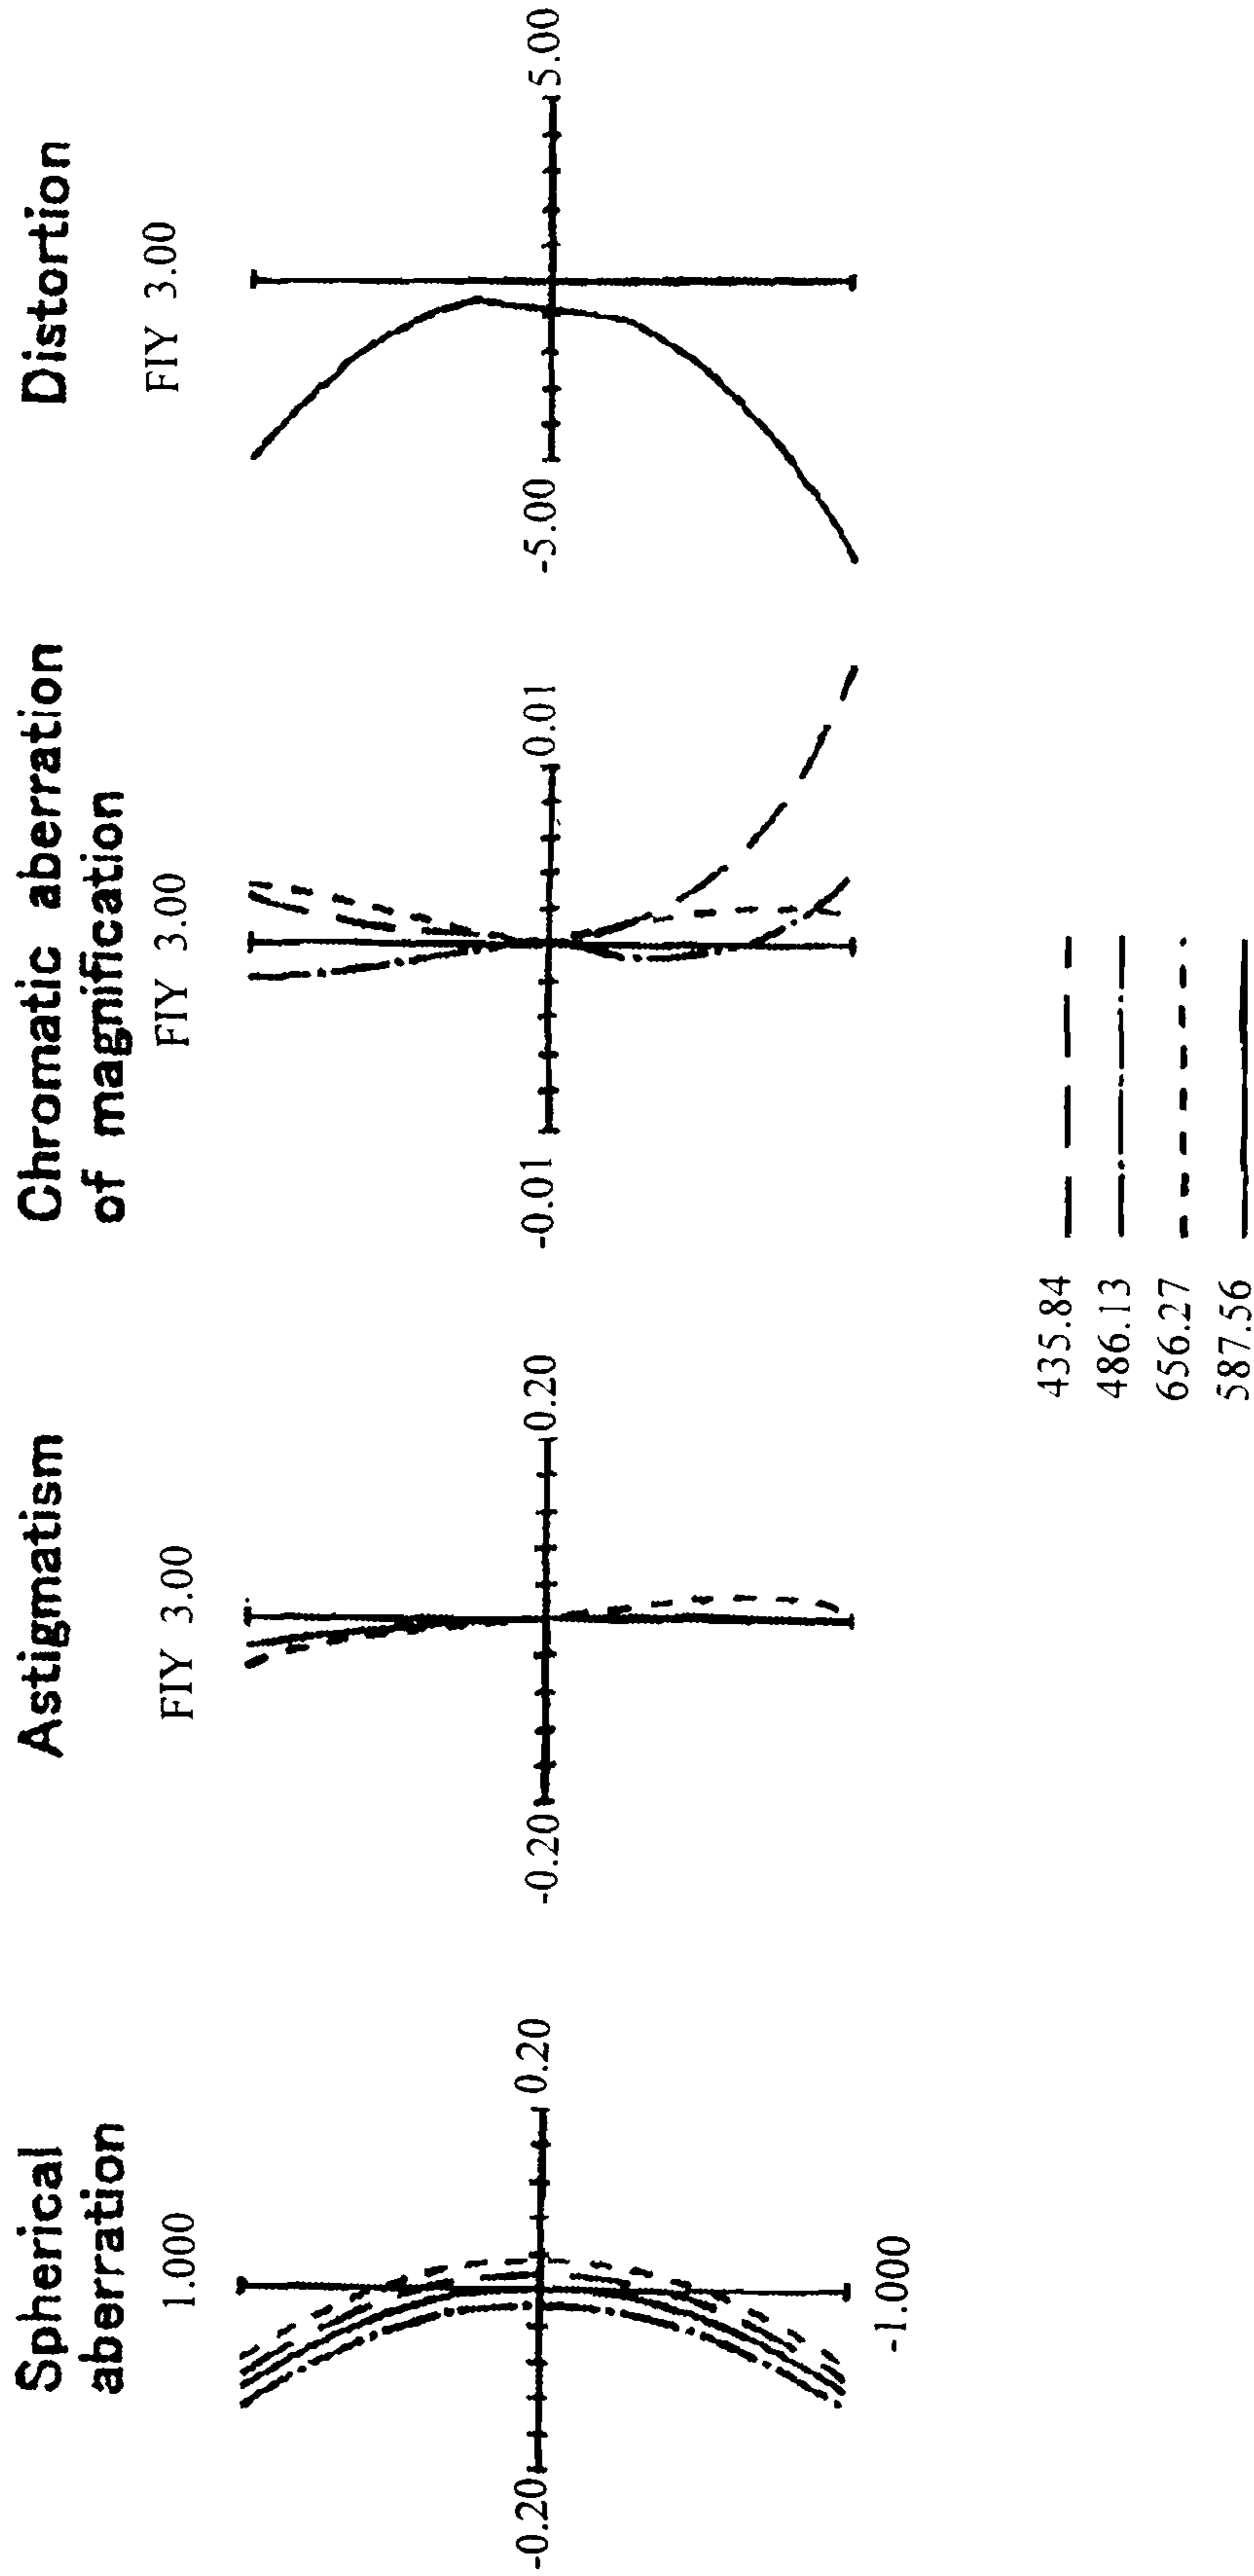 Spherical
aberration
1.000
-0.20
0.20
-1.000
Astigmatism
FIY 3.00
-0.20
0.20
Chromatic aberration
of magnification
FIY 3.00
-0.01
0.01
Distortion
FIY 3.00
-5.00
5.00
435.84
486.13
656.27
587.56